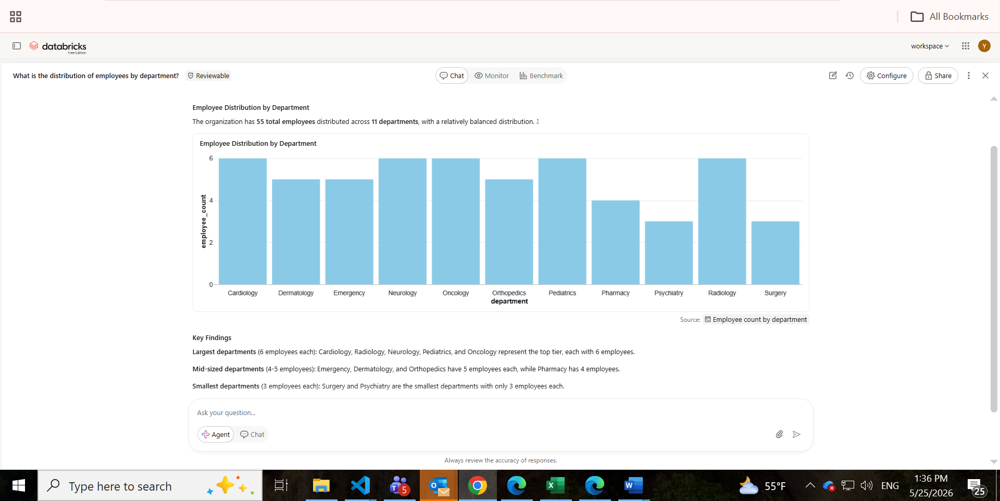 All Bookmarks
databricks
Free Edition
workspace
Y
What is the distribution of employees by department?
Reviewable
Chat
Monitor
Benchmark
Configure
Share
Employee Distribution by Department
The organization has 55 total employees distributed across 11 departments, with a relatively balanced distribution. 1
Employee Distribution by Department
6
4
2
0
employee_count
Cardiology
Dermatology
Emergency
Neurology
Oncology
Orthopedics
Pediatrics
Pharmacy
Psychiatry
Radiology
Surgery
department
Source: Employee count by department
Key Findings
Largest departments (6 employees each): Cardiology, Radiology, Neurology, Pediatrics, and Oncology represent the top tier, each with 6 employees.
Mid-sized departments (4-5 employees): Emergency, Dermatology, and Orthopedics have 5 employees each, while Pharmacy has 4 employees.
Smallest departments (3 employees each): Surgery and Psychiatry are the smallest departments with only 3 employees each.
Ask your question...
Agent
Chat
Always review the accuracy of responses.
Type here to search
T
5
O
X
W
55°F
ENG
1:36 PM
5/25/2026
25